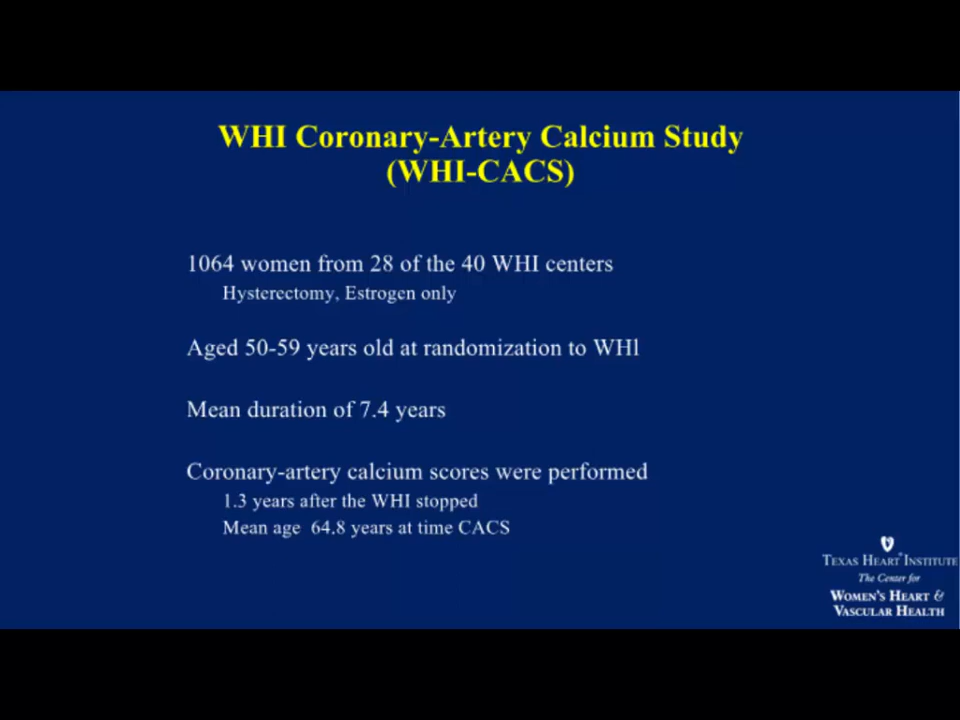 WHI Coronary-Artery Calcium Study
(WHI-CACS)
1064 women from 28 of the 40 WHI centers
Hysterectomy, Estrogen only
Aged 50-59 years old at randomization to WHl
Mean duration of 7.4 years
Coronary-artery calcium scores were performed
1.3 years after the WHI stopped
Mean age 64.8 years at time CACS
TEXAS HEART® INSTITUTE
The Center for
WOMEN'S HEART &
VASCULAR HEALTH